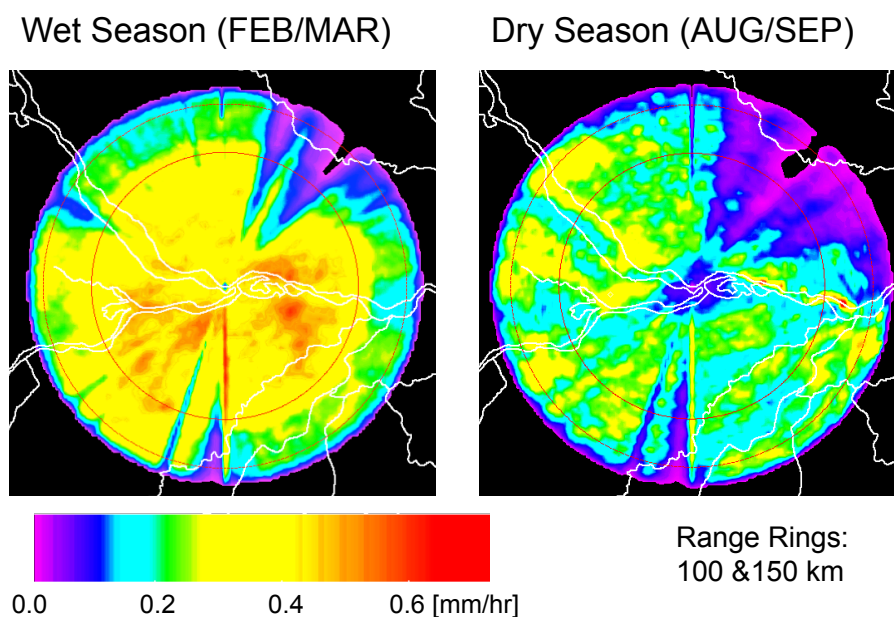 Wet Season (FEB/MAR)
Dry Season (AUG/SEP)
0.0 0.2 0.4 0.6 [mm/hr]
Range Rings:
100 &150 km